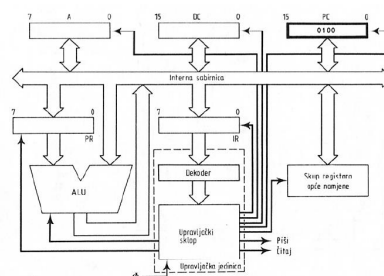 7 A 0 15 DC 0 15 PC 0
0100
Interna sabirnica
7 0 7 0
PR IR
ALU
Dekoder
Skup registara
opće namjene
Upravljački
sklop
Piši
Čitaj
Upravljačka jedinica